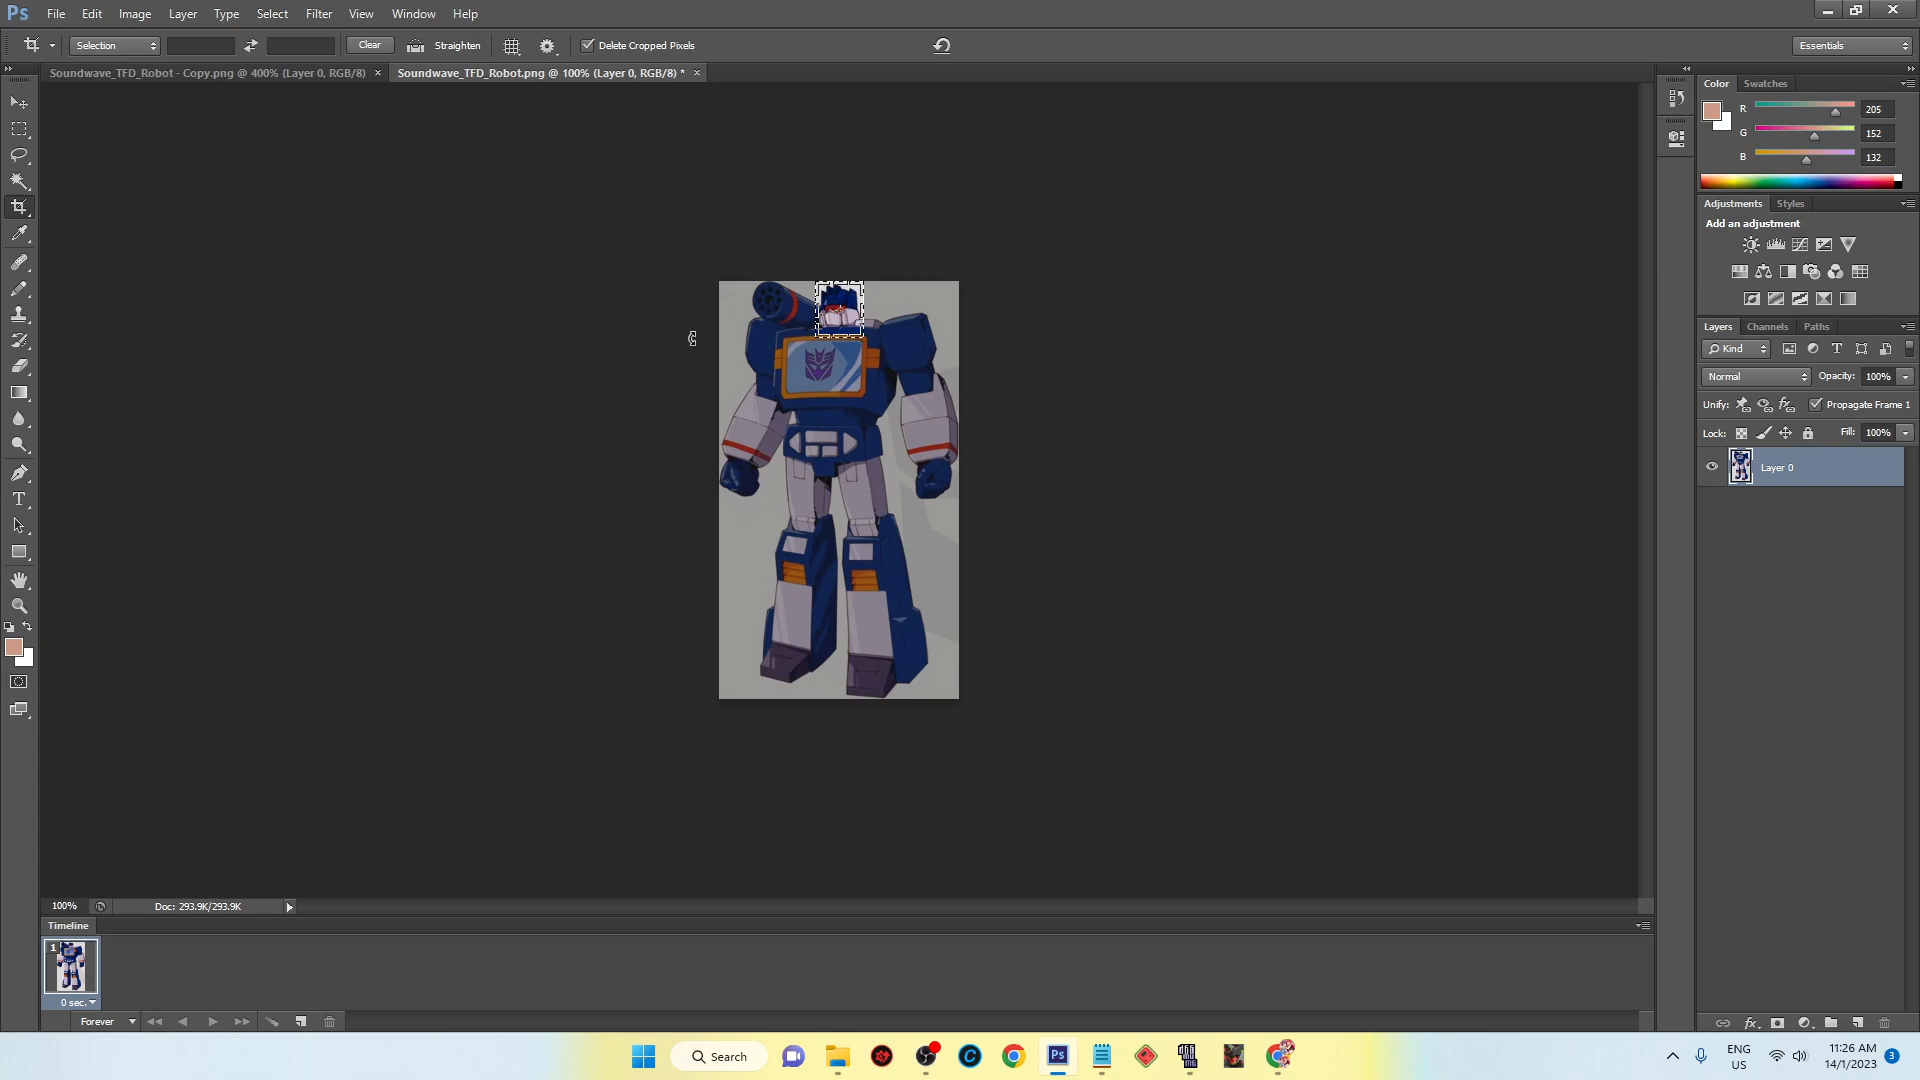 Ps File Edit Image Layer Type Select Filter View Window Help
Selection Clear Straighten Delete Cropped Pixels Essentials
Soundwave_TFD_Robot - Copy.png @ 400% (Layer 0, RGB/8) × Soundwave_TFD_Robot.png @ 100% (Layer 0, RGB/8) * ×
Color Swatches
R 205
G 152
B 132
Adjustments Styles
Add an adjustment
Layers Channels Paths
Kind
Normal Opacity: 100%
Unify: Propagate Frame 1
Lock: Fill: 100%
Layer 0
100% Doc: 293.9K/293.9K
Timeline
1
0 sec.
Forever
Search
Ps
ENG
US
11:26 AM
14/1/2023
3